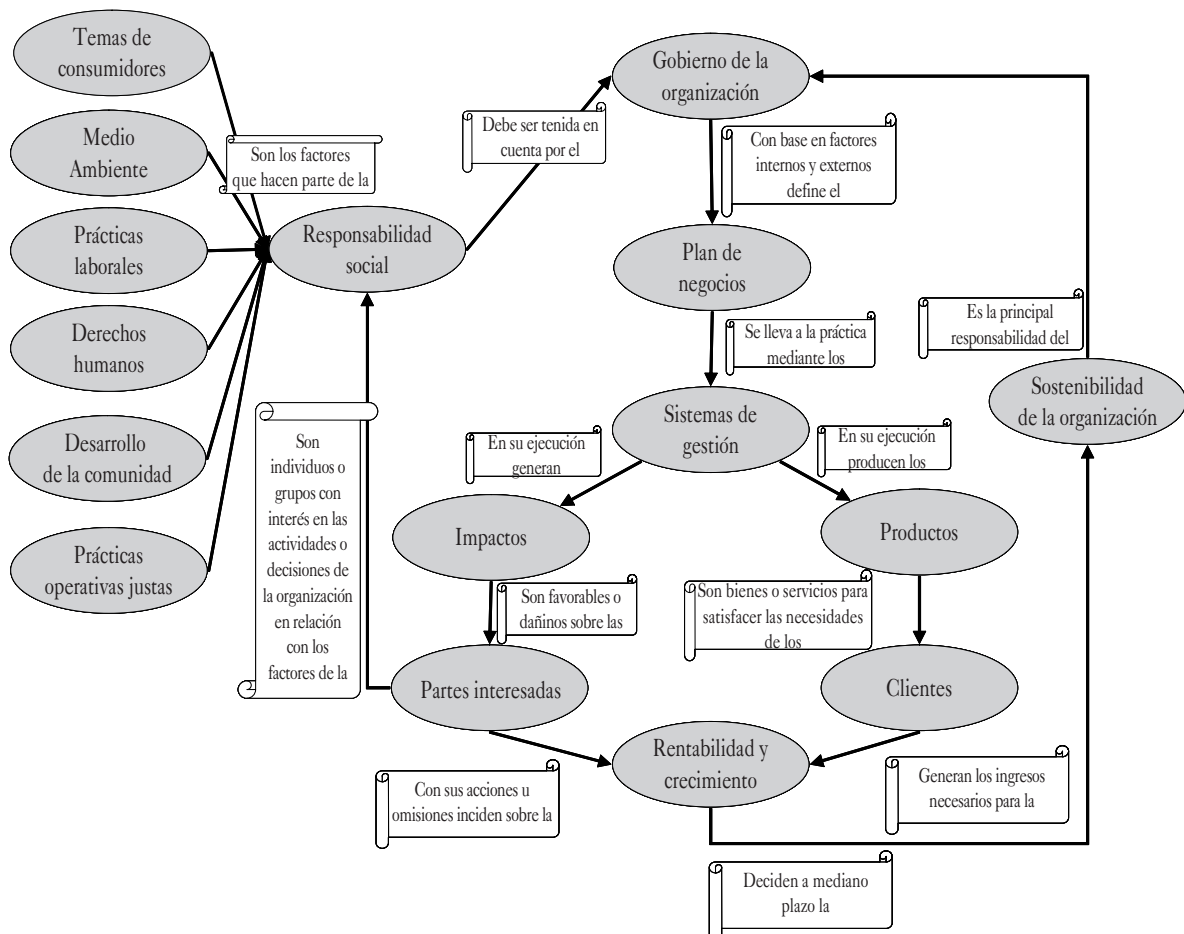 Temas de
consumidores
Medio
Ambiente
Prácticas
laborales
Derechos
humanos
Desarrollo
de la comunidad
Prácticas
operativas justas
Son los factores
que hacen parte de la
Responsabilidad
social
Debe ser tenida en
cuenta por el
Gobierno de la
organización
Con base en factores
internos y externos
define el
Plan de
negocios
Se lleva a la práctica
mediante los
Sistemas de
gestión
En su ejecución
generan
En su ejecución
producen los
Impactos
Productos
Son favorables o
dañinos sobre las
Son bienes o servicios para
satisfacer las necesidades
de los
Partes interesadas
Clientes
Son
individuos o
grupos con
interés en las
actividades o
decisiones de
la organización
en relación
con los
factores de la
Con sus acciones u
omisiones inciden sobre la
Rentabilidad y
crecimiento
Generan los ingresos
necesarios para la
Deciden a mediano
plazo la
Sostenibilidad
de la organización
Es la principal
responsabilidad del